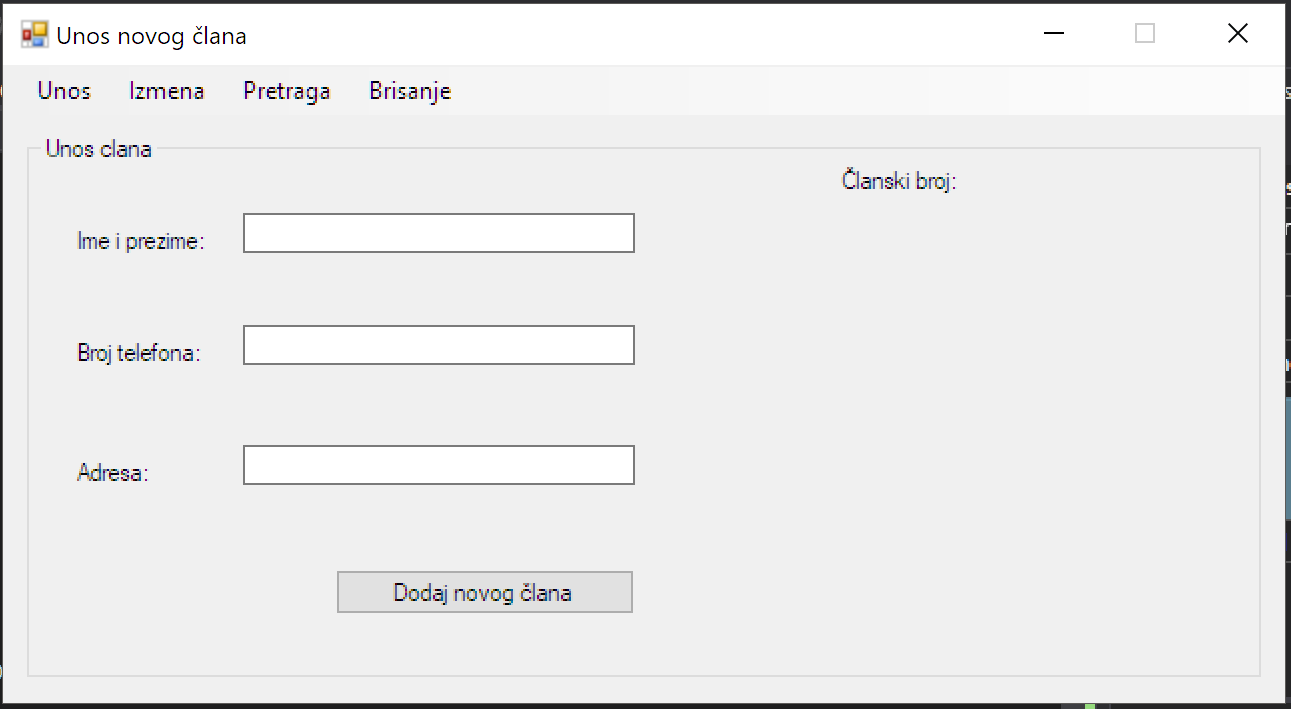 Unos novog člana
Unos Izmena Pretraga Brisanje
Unos clana
Članski broj:
Ime i prezime:
Broj telefona:
Adresa:
Dodaj novog člana